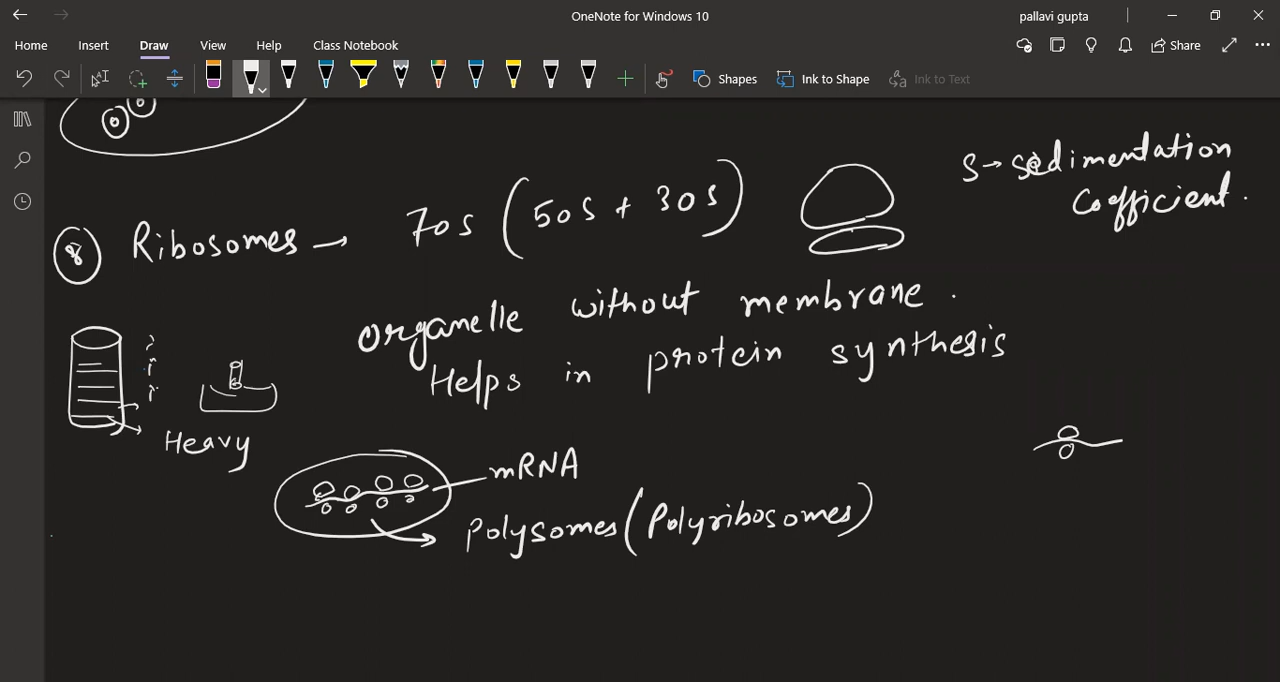 OneNote for Windows 10
pallavi gupta
Home Insert Draw View Help Class Notebook
Share
Shapes Ink to Shape Ink to Text
S→ sedimentation
Coefficient.
8 Ribosomes → 70s (50s + 30s)
organelle without membrane.
Helps in protein synthesis
Heavy
mRNA
Polysomes (Polyribosomes)